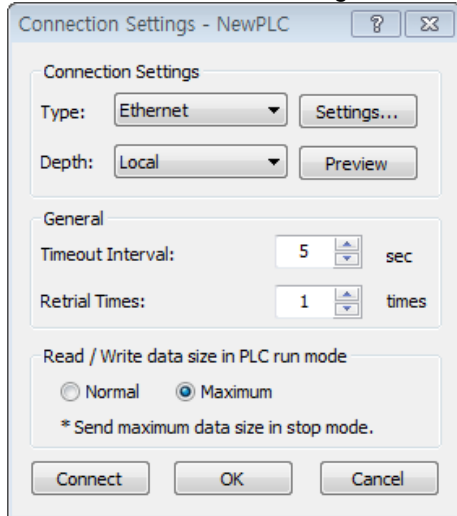 Connection Settings - NewPLC
Connection Settings
Type: Ethernet Settings...
Depth: Local Preview
General
Timeout Interval: 5 sec
Retrial Times: 1 times
Read / Write data size in PLC run mode
Normal Maximum
* Send maximum data size in stop mode.
Connect OK Cancel